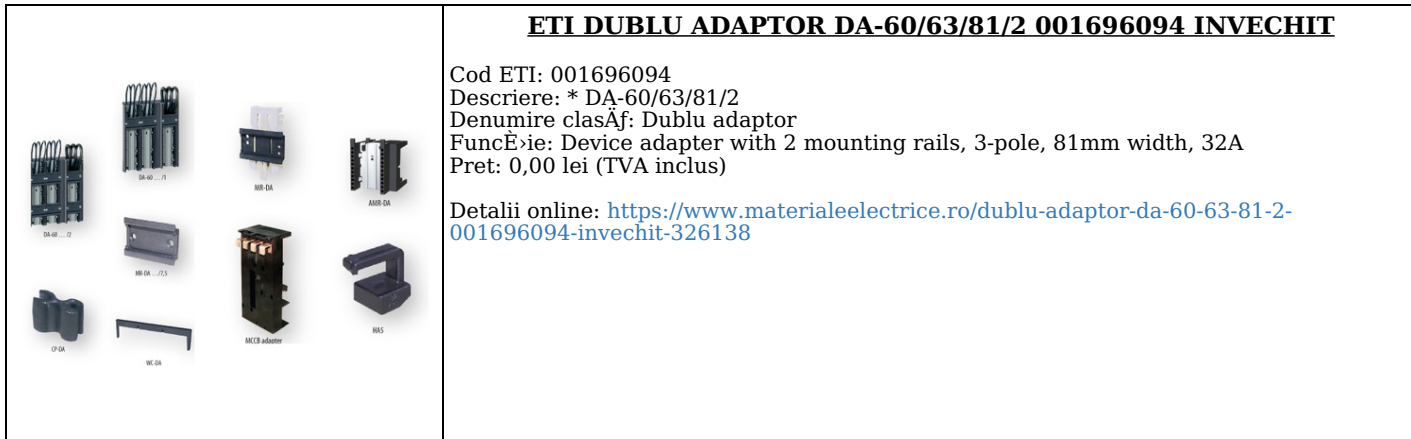 ETI DUBLU ADAPTOR DA-60/63/81/2 001696094 INVECHIT
Cod ETI: 001696094
Descriere: * DA-60/63/81/2
Denumire clasÄƒ: Dublu adaptor
FuncÈ›ie: Device adapter with 2 mounting rails, 3-pole, 81mm width, 32A
Pret: 0,00 lei (TVA inclus)
Detalii online: https://www.materialeelectrice.ro/dublu-adaptor-da-60-63-81-2-
001696094-invechit-326138
DA-60 .../1
MR-DA
AMR-DA
DA-60 .../2
MR-DA .../7,5
HAS
CP-DA
WC-DA
MCCB adapter